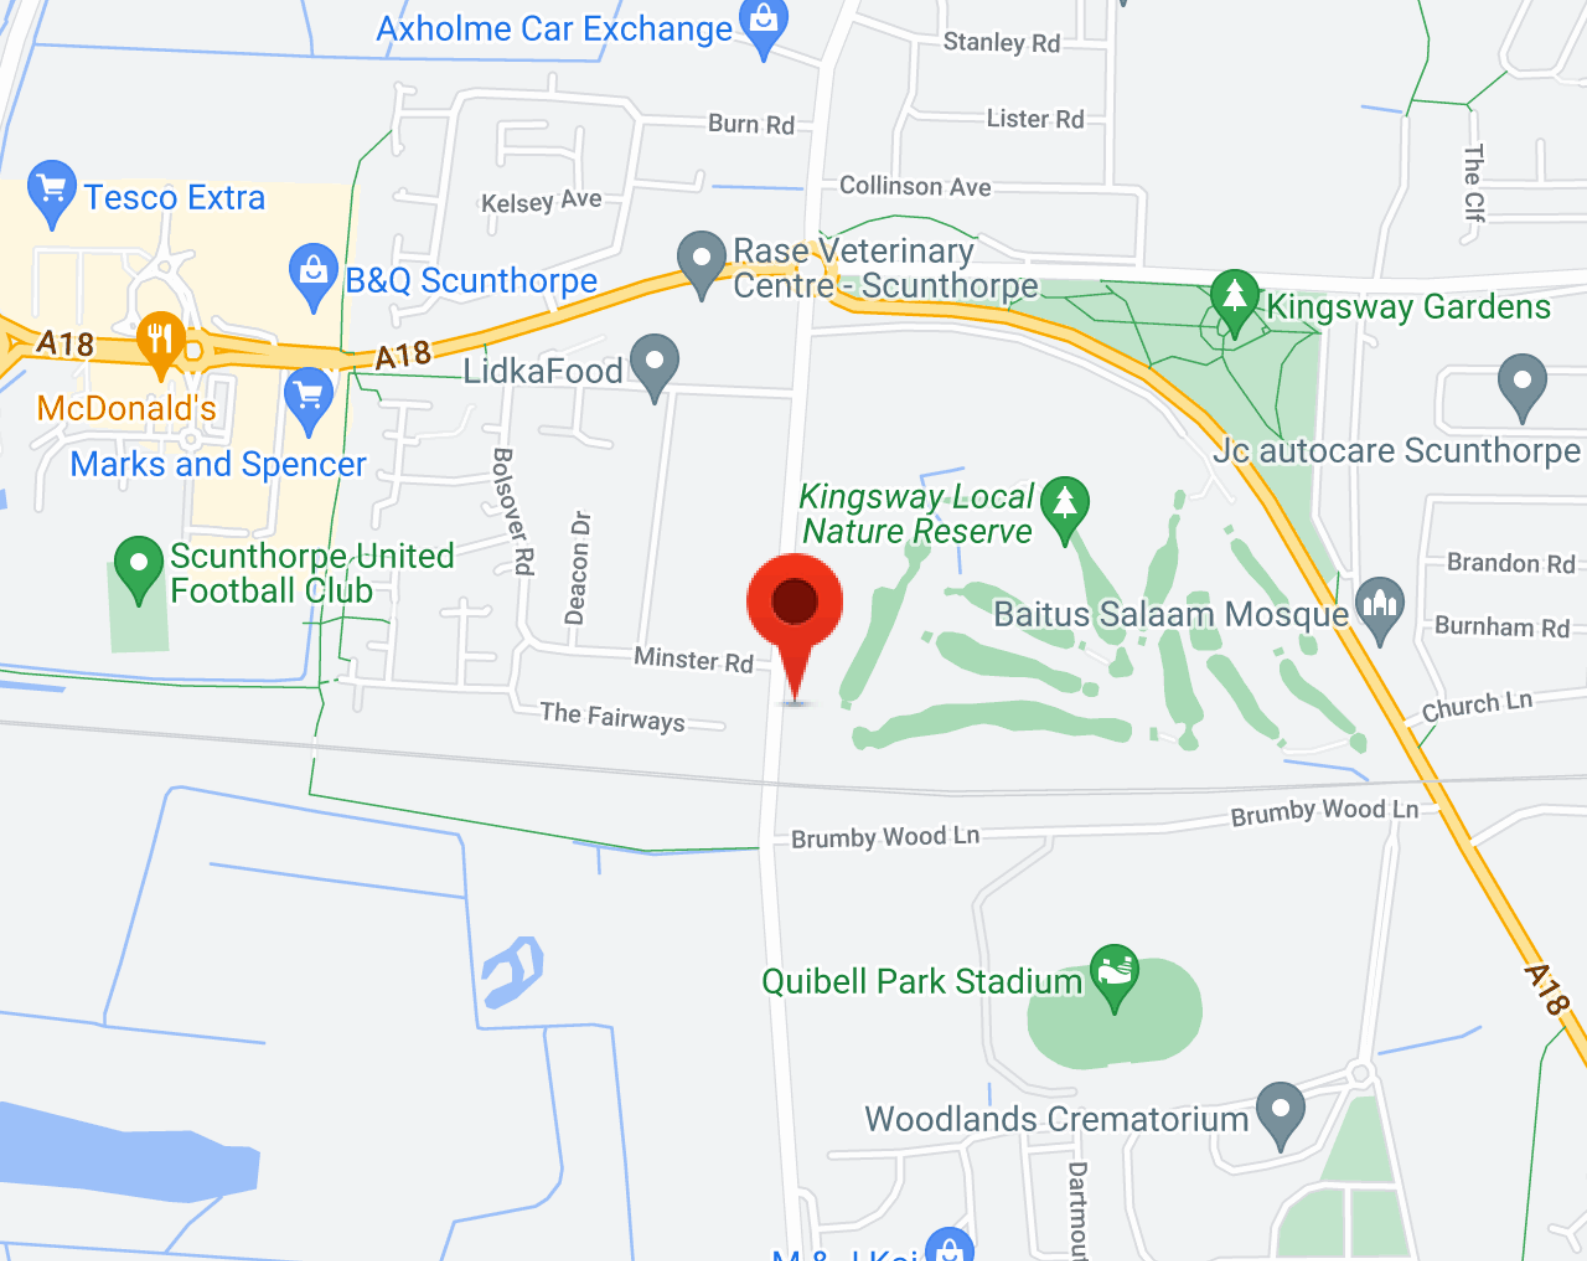 Axholme Car Exchange
Stanley Rd
Burn Rd
Lister Rd
The Clf
Tesco Extra
Kelsey Ave
Collinson Ave
B&Q Scunthorpe
Rase Veterinary
Centre - Scunthorpe
Kingsway Gardens
A18
A18
LidkaFood
McDonald's
Marks and Spencer
Jc autocare Scunthorpe
Bolsover Rd
Kingsway Local
Nature Reserve
Deacon Dr
Scunthorpe United
Football Club
Brandon Rd
Baitus Salaam Mosque
Burnham Rd
Minster Rd
The Fairways
Church Ln
Brumby Wood Ln
Brumby Wood Ln
Quibell Park Stadium
A18
Woodlands Crematorium
Dartmout
M & J